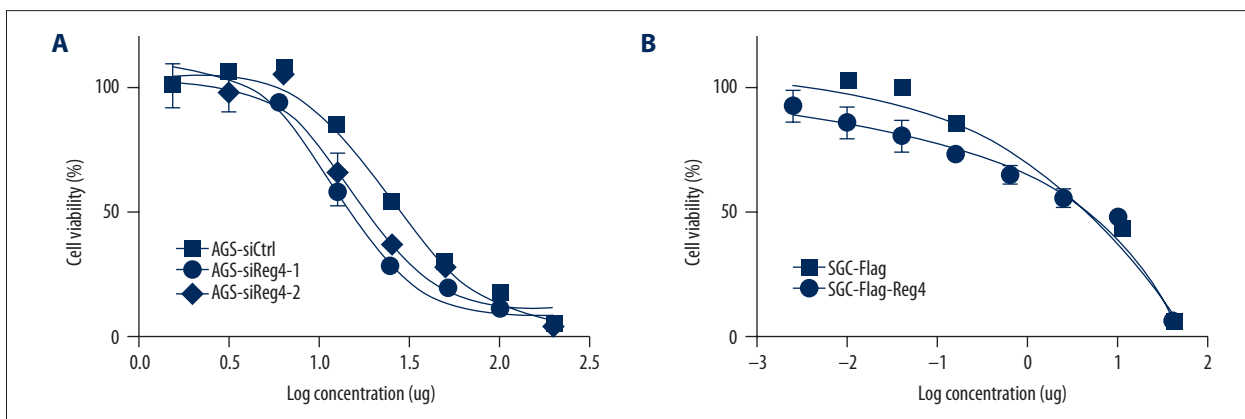 A
Cell viability (%)
100
50
0
AGS-siCtrl
AGS-siReg4-1
AGS-siReg4-2
0.0 0.5 1.0 1.5 2.0 2.5
Log concentration (ug)
B
Cell viability (%)
100
50
0
SGC-Flag
SGC-Flag-Reg4
−3 −2 −1 0 1 2
Log concentration (ug)